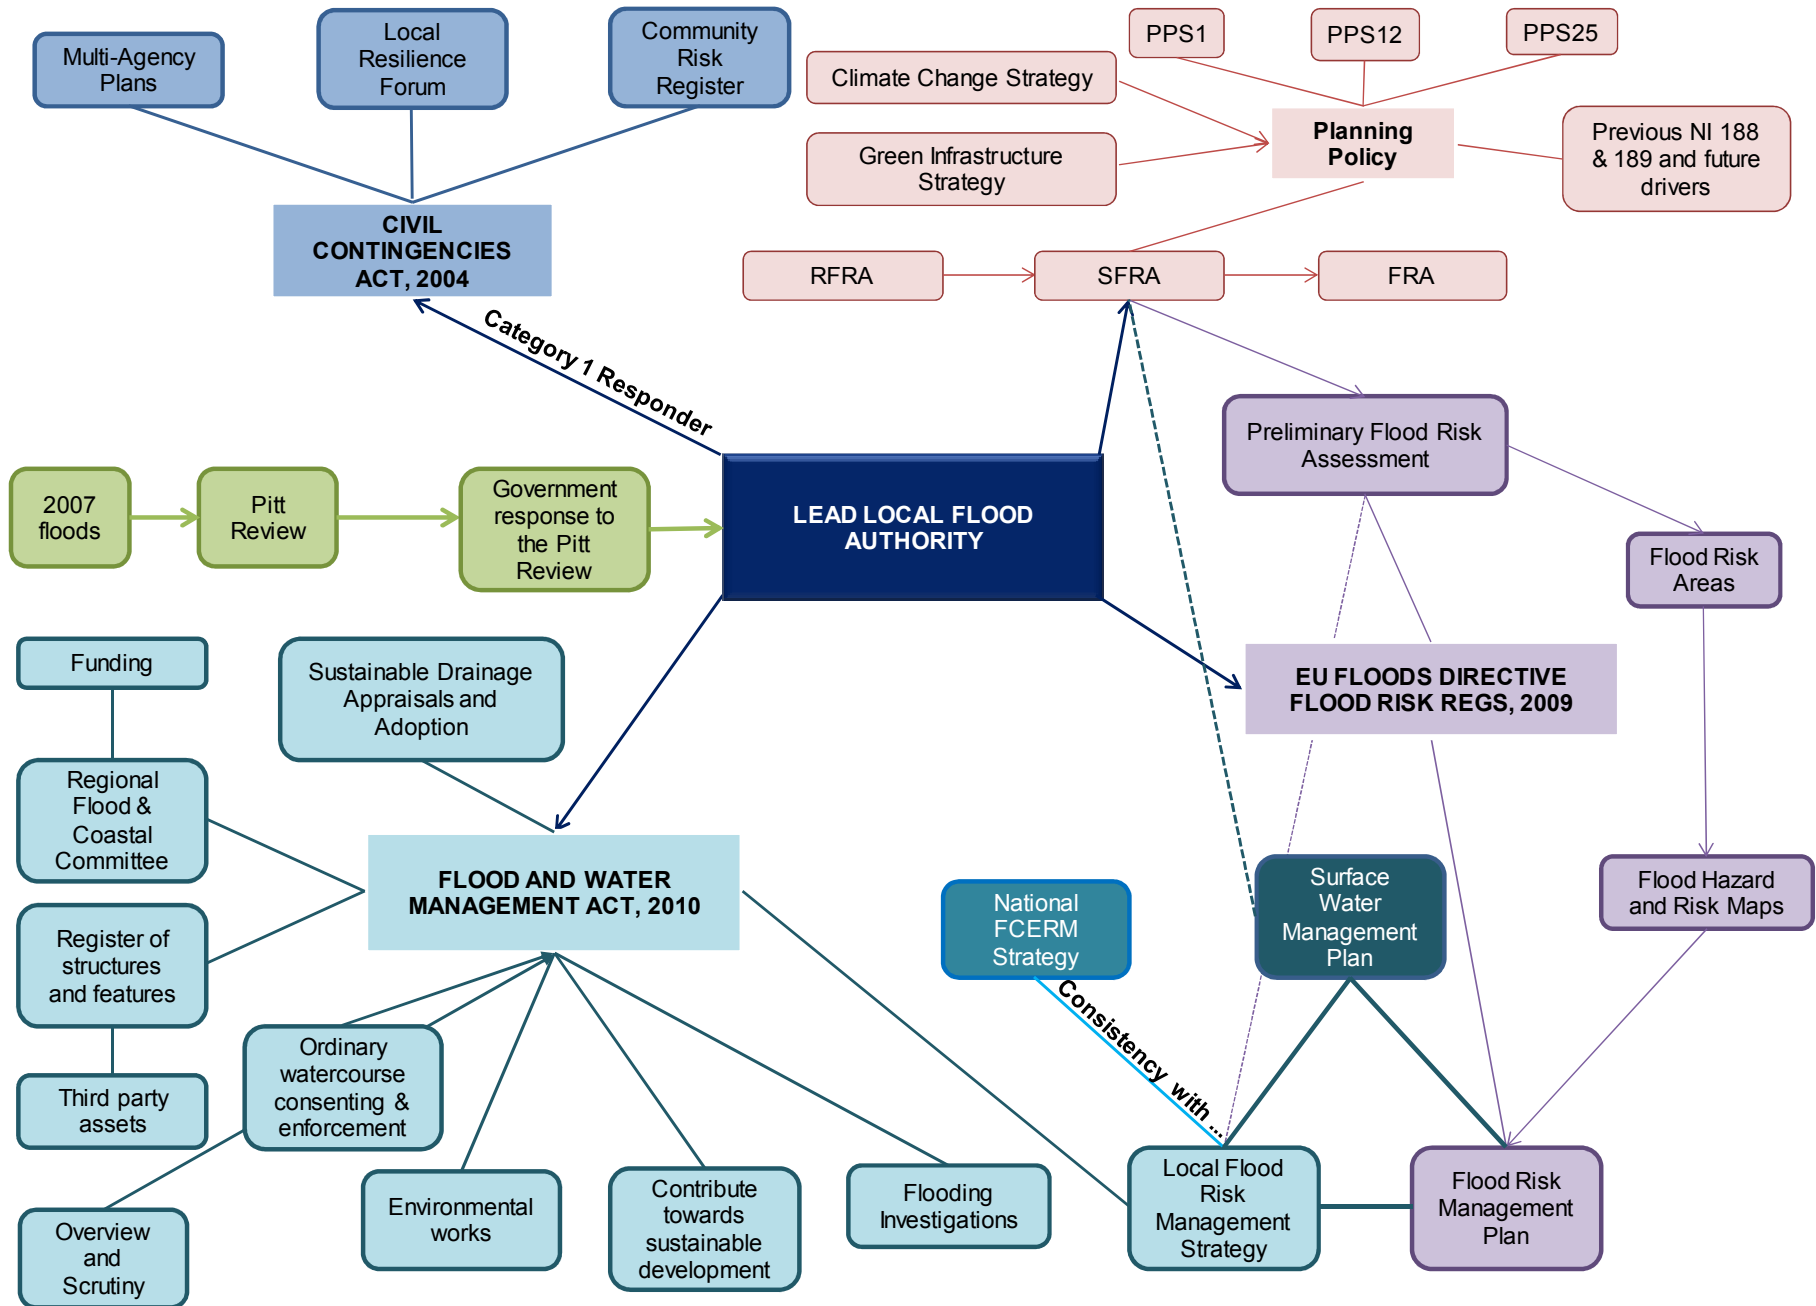 Multi-Agency
Plans
Local
Resilience
Forum
Community
Risk
Register
PPS1
PPS12
PPS25
Climate Change Strategy
Green Infrastructure
Strategy
Planning
Policy
Previous NI 188
& 189 and future
drivers
CIVIL
CONTINGENCIES
ACT, 2004
RFRA
SFRA
FRA
Category 1 Responder
Preliminary Flood Risk
Assessment
2007
floods
Pitt
Review
Government
response to
the Pitt
Review
LEAD LOCAL FLOOD
AUTHORITY
Flood Risk
Areas
Funding
Sustainable Drainage
Appraisals and
Adoption
EU FLOODS DIRECTIVE
FLOOD RISK REGS, 2009
Regional
Flood &
Coastal
Committee
FLOOD AND WATER
MANAGEMENT ACT, 2010
National
FCERM
Strategy
Surface
Water
Management
Plan
Flood Hazard
and Risk Maps
Register of
structures
and features
Consistency with ...
Ordinary
watercourse
consenting &
enforcement
Third party
assets
Overview
and
Scrutiny
Environmental
works
Contribute
towards
sustainable
development
Flooding
Investigations
Local Flood
Risk
Management
Strategy
Flood Risk
Management
Plan